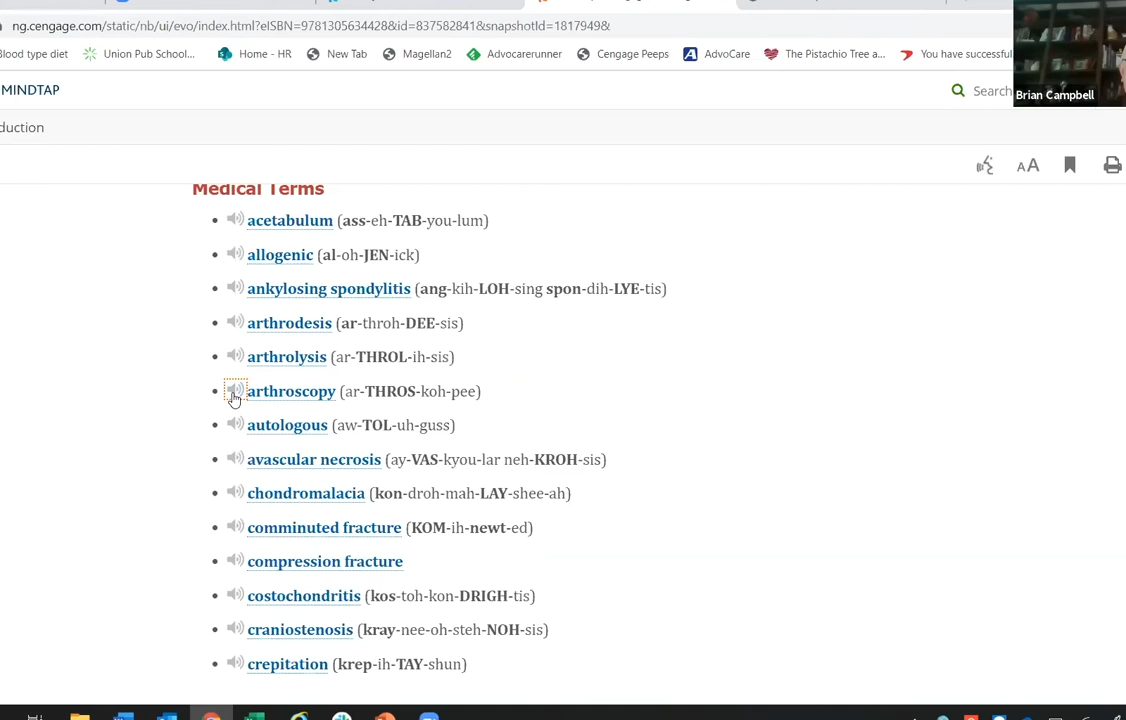 ng.cengage.com/static/nb/ui/evo/index.html?eISBN=9781305634428&id=837582841&snapshotId=1817949&
Blood type diet Union Pub School... Home - HR New Tab Magellan2 Advocarerunner Cengage Peeps AdvoCare The Pistachio Tree a... You have successful
MINDTAP
Search
Brian Campbell
duction
AA
Medical Terms
• acetabulum (ass-eh-TAB-you-lum)
• allogenic (al-oh-JEN-ick)
• ankylosing spondylitis (ang-kih-LOH-sing spon-dih-LYE-tis)
• arthrodesis (ar-throh-DEE-sis)
• arthrolysis (ar-THROL-ih-sis)
• arthroscopy (ar-THROS-koh-pee)
• autologous (aw-TOL-uh-guss)
• avascular necrosis (ay-VAS-kyou-lar neh-KROH-sis)
• chondromalacia (kon-droh-mah-LAY-shee-ah)
• comminuted fracture (KOM-ih-newt-ed)
• compression fracture
• costochondritis (kos-toh-kon-DRIGH-tis)
• craniostenosis (kray-nee-oh-steh-NOH-sis)
• crepitation (krep-ih-TAY-shun)